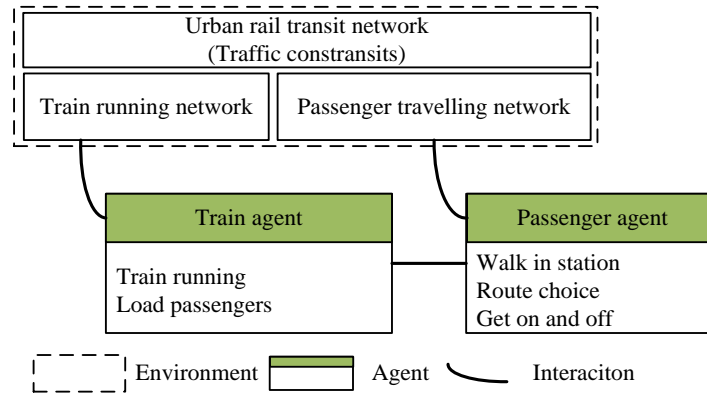 Urban rail transit network
(Traffic constransits)
Train running network
Passenger travelling network
Train agent
Passenger agent
Train running
Load passengers
Walk in station
Route choice
Get on and off
Environment
Agent
Interaciton